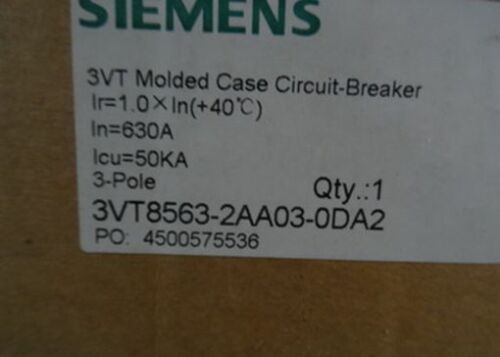 SIEMENS
3VT Molded Case Circuit-Breaker
Ir=1.0×In(+40℃)
In=630A
Icu=50KA
3-Pole Qty.:1
3VT8563-2AA03-0DA2
PO: 4500575536